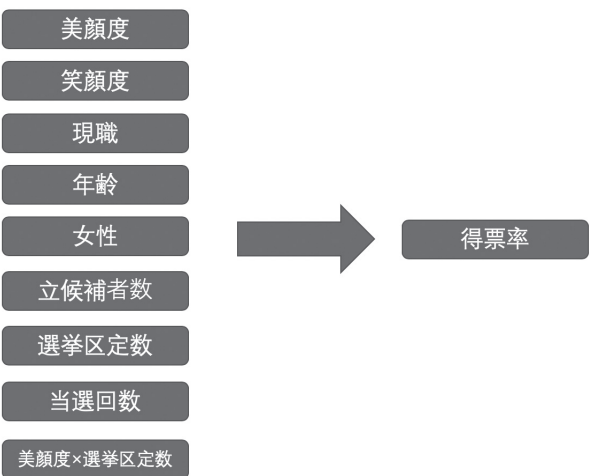 美顔度
笑顔度
現職
年齢
女性
立候補者数
選挙区定数
当選回数
美顔度×選挙区定数
得票率